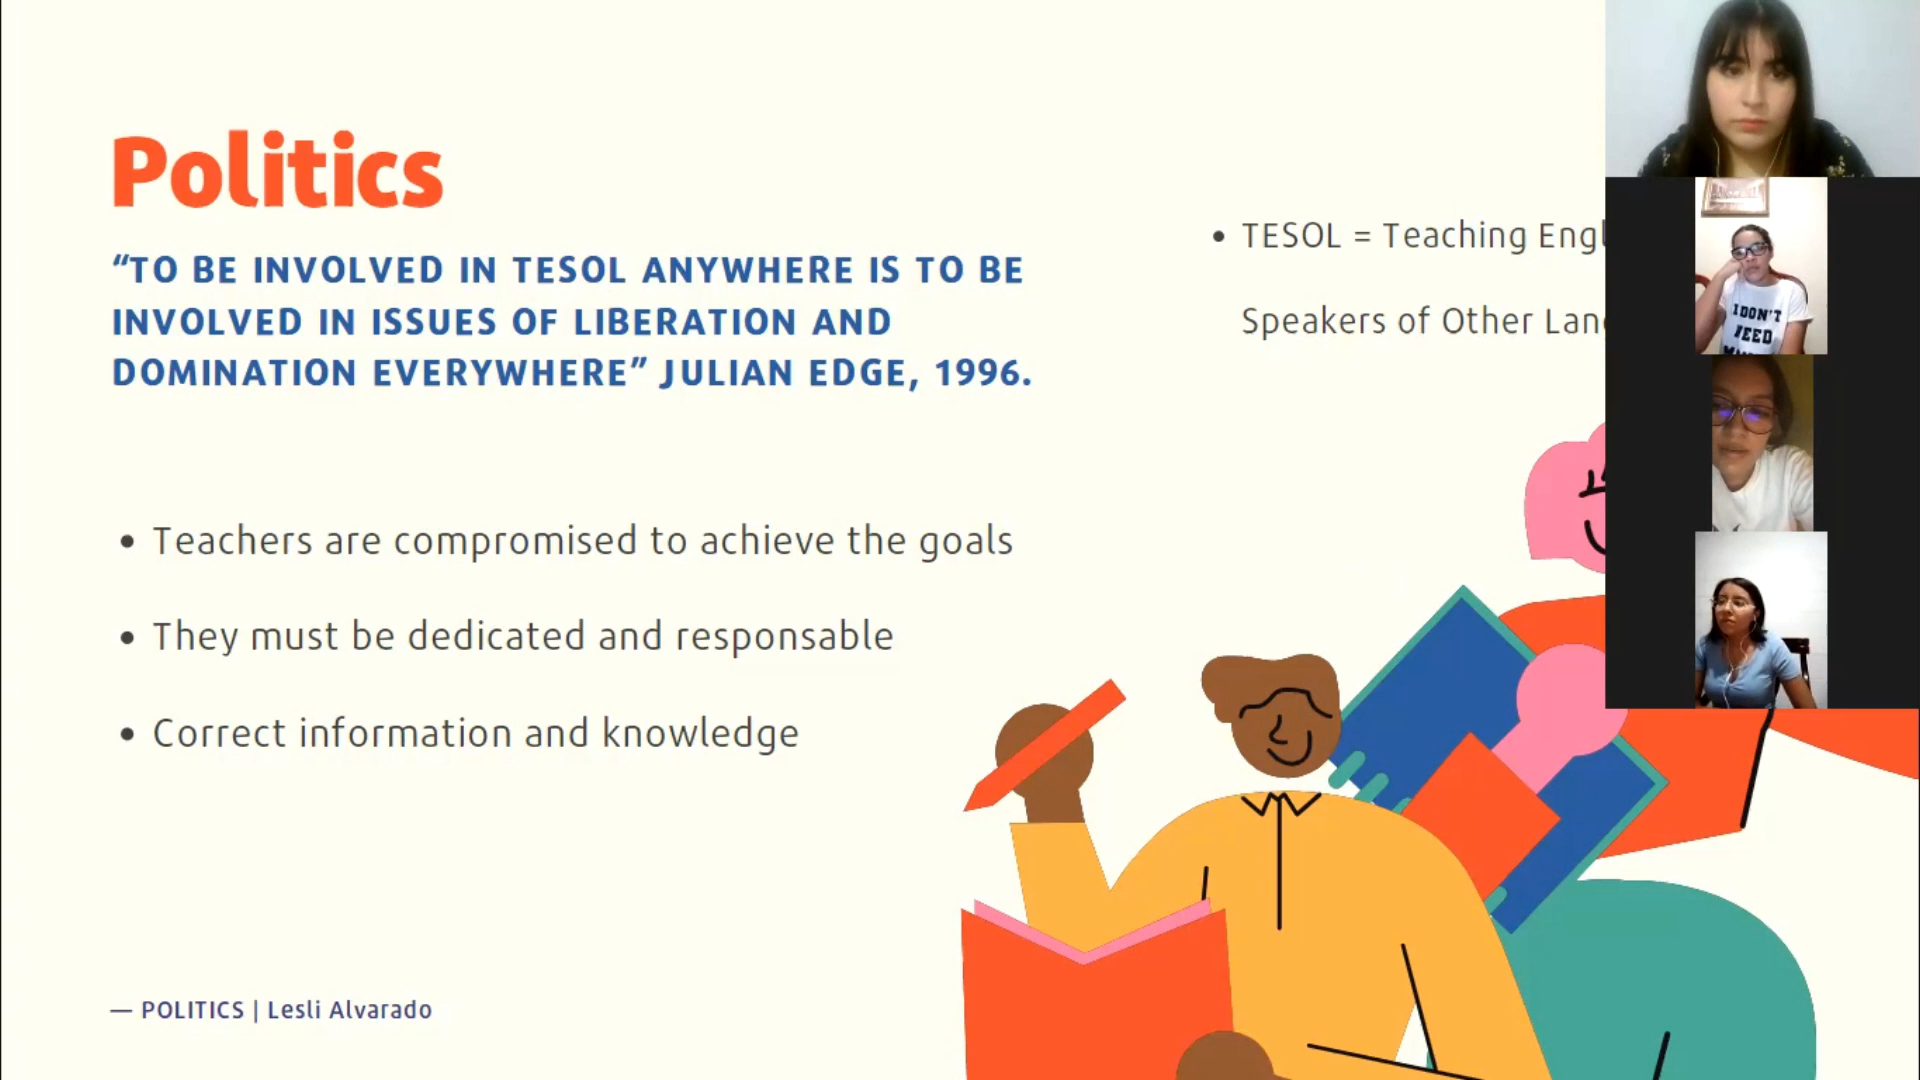 Politics
“TO BE INVOLVED IN TESOL ANYWHERE IS TO BE
INVOLVED IN ISSUES OF LIBERATION AND
DOMINATION EVERYWHERE” JULIAN EDGE, 1996.
• TESOL = Teaching
Speakers of Other
• Teachers are compromised to achieve the goals
• They must be dedicated and responsable
• Correct information and knowledge
— POLITICS | Lesli Alvarado
I DON'T